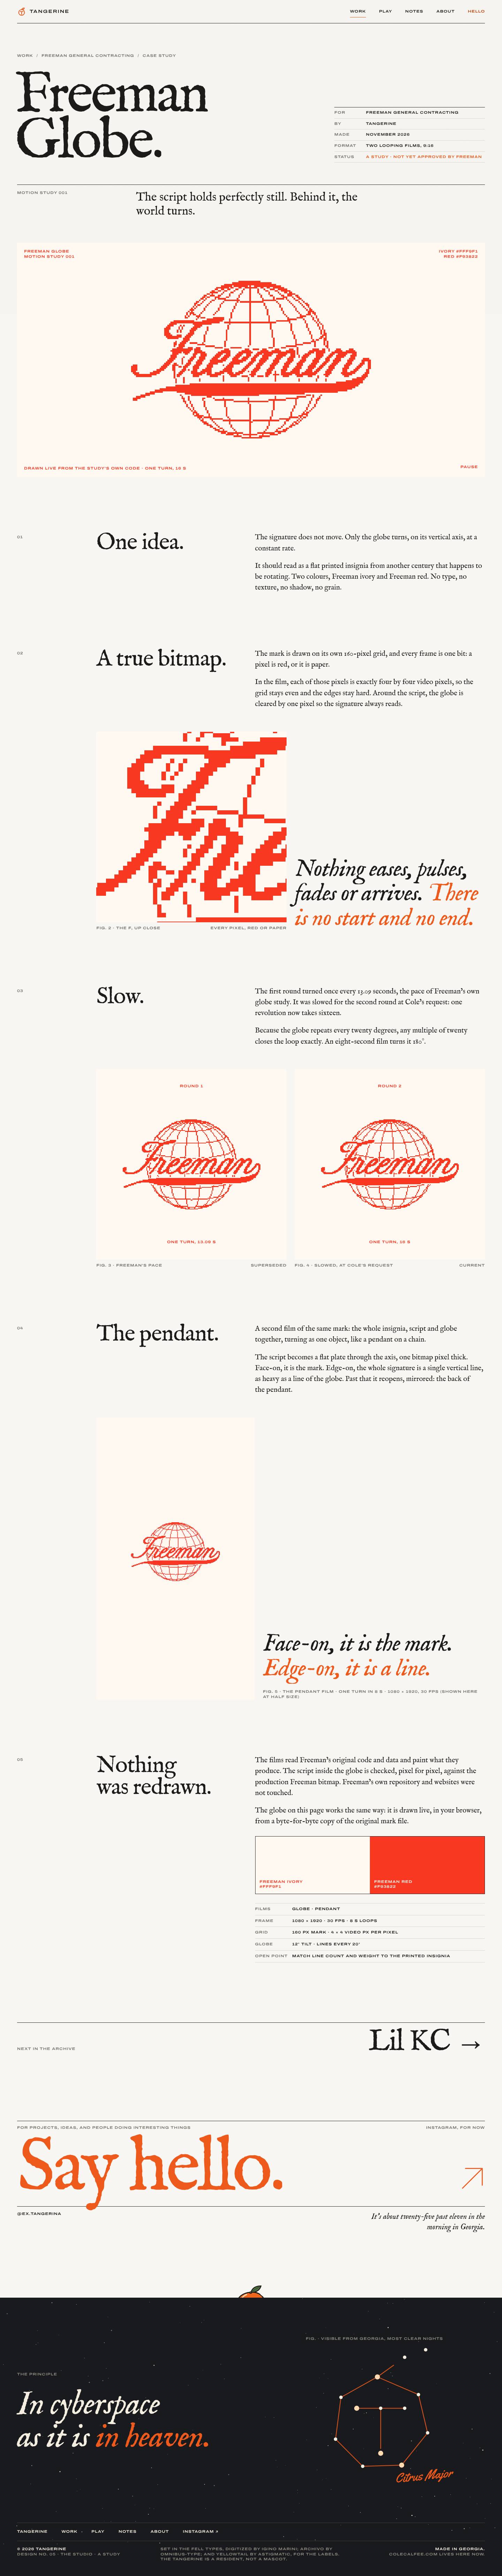 TANGERINE
WORK PLAY NOTES ABOUT HELLO
WORK / FREEMAN GENERAL CONTRACTING / CASE STUDY
Freeman
Globe.
FOR FREEMAN GENERAL CONTRACTING
BY TANGERINE
MADE NOVEMBER 2025
FORMAT TWO LOOPING FILMS, 9:16
STATUS A STUDY · NOT YET APPROVED BY FREEMAN
MOTION STUDY 001
The script holds perfectly still. Behind it, the
world turns.
FREEMAN GLOBE
MOTION STUDY 001
IVORY #FFF9F1
RED #F93822
Freeman
DRAWN LIVE FROM THE STUDY'S OWN CODE · ONE TURN, 16 S
PAUSE
01
One idea.
The signature does not move. Only the globe turns, on its vertical axis, at a
constant rate.
It should read as a flat printed insignia from another century that happens to
be rotating. Two colours, Freeman ivory and Freeman red. No type, no
texture, no shadow, no grain.
02
A true bitmap.
The mark is drawn on its own 160-pixel grid, and every frame is one bit: a
pixel is red, or it is paper.
In the film, each of those pixels is exactly four by four video pixels, so the
grid stays even and the edges stay hard. Around the script, the globe is
cleared by one pixel so the signature always reads.
Nothing eases, pulses,
fades or arrives. There
is no start and no end.
FIG. 2 · THE F, UP CLOSE
EVERY PIXEL, RED OR PAPER
03
Slow.
The first round turned once every 13.09 seconds, the pace of Freeman's own
globe study. It was slowed for the second round at Cole's request: one
revolution now takes sixteen.
Because the globe repeats every twenty degrees, any multiple of twenty
closes the loop exactly. An eight-second film turns it 180°.
ROUND 1
Freeman
ONE TURN, 13.09 S
ROUND 2
Freeman
ONE TURN, 16 S
FIG. 3 · FREEMAN'S PACE
SUPERSEDED
FIG. 4 · SLOWED, AT COLE'S REQUEST
CURRENT
04
The pendant.
A second film of the same mark: the whole insignia, script and globe
together, turning as one object, like a pendant on a chain.
The script becomes a flat plate through the axis, one bitmap pixel thick.
Face-on, it is the mark. Edge-on, the whole signature is a single vertical line,
as heavy as a line of the globe. Past that it reopens, mirrored: the back of
the pendant.
Freeman
Face-on, it is the mark.
Edge-on, it is a line.
FIG. 5 · THE PENDANT FILM · ONE TURN IN 8 S · 1080 × 1920, 30 FPS (SHOWN HERE
AT HALF SIZE)
05
Nothing
was redrawn.
The films read Freeman's original code and data and paint what they
produce. The script inside the globe is checked, pixel for pixel, against the
production Freeman bitmap. Freeman's own repository and websites were
not touched.
The globe on this page works the same way: it is drawn live, in your browser,
from a byte-for-byte copy of the original mark file.
FREEMAN IVORY
#FFF9F1
FREEMAN RED
#F93822
FILMS GLOBE · PENDANT
FRAME 1080 × 1920 · 30 FPS · 8 S LOOPS
GRID 160 PX MARK · 4 × 4 VIDEO PX PER PIXEL
GLOBE 12° TILT · LINES EVERY 20°
OPEN POINT MATCH LINE COUNT AND WEIGHT TO THE PRINTED INSIGNIA
NEXT IN THE ARCHIVE
Lil KC →
FOR PROJECTS, IDEAS, AND PEOPLE DOING INTERESTING THINGS
INSTAGRAM, FOR NOW
Say hello.
@EX.TANGERINA
It's about twenty-five past eleven in the
morning in Georgia.
FIG. · VISIBLE FROM GEORGIA, MOST CLEAR NIGHTS
THE PRINCIPLE
In cyberspace
as it is in heaven.
Citrus Major
TANGERINE WORK PLAY NOTES ABOUT INSTAGRAM
© 2026 TANGERINE
SET IN THE FELL TYPES, DIGITIZED BY IGINO MARINI; ARCHIVO BY
OMNIBUS-TYPE; AND YELLOWTAIL BY ASTIGMATIC, FOR THE LABELS.
THE TANGERINE IS A RESIDENT, NOT A MASCOT.
MADE IN GEORGIA.
COLECALFEE.COM LIVES HERE NOW.